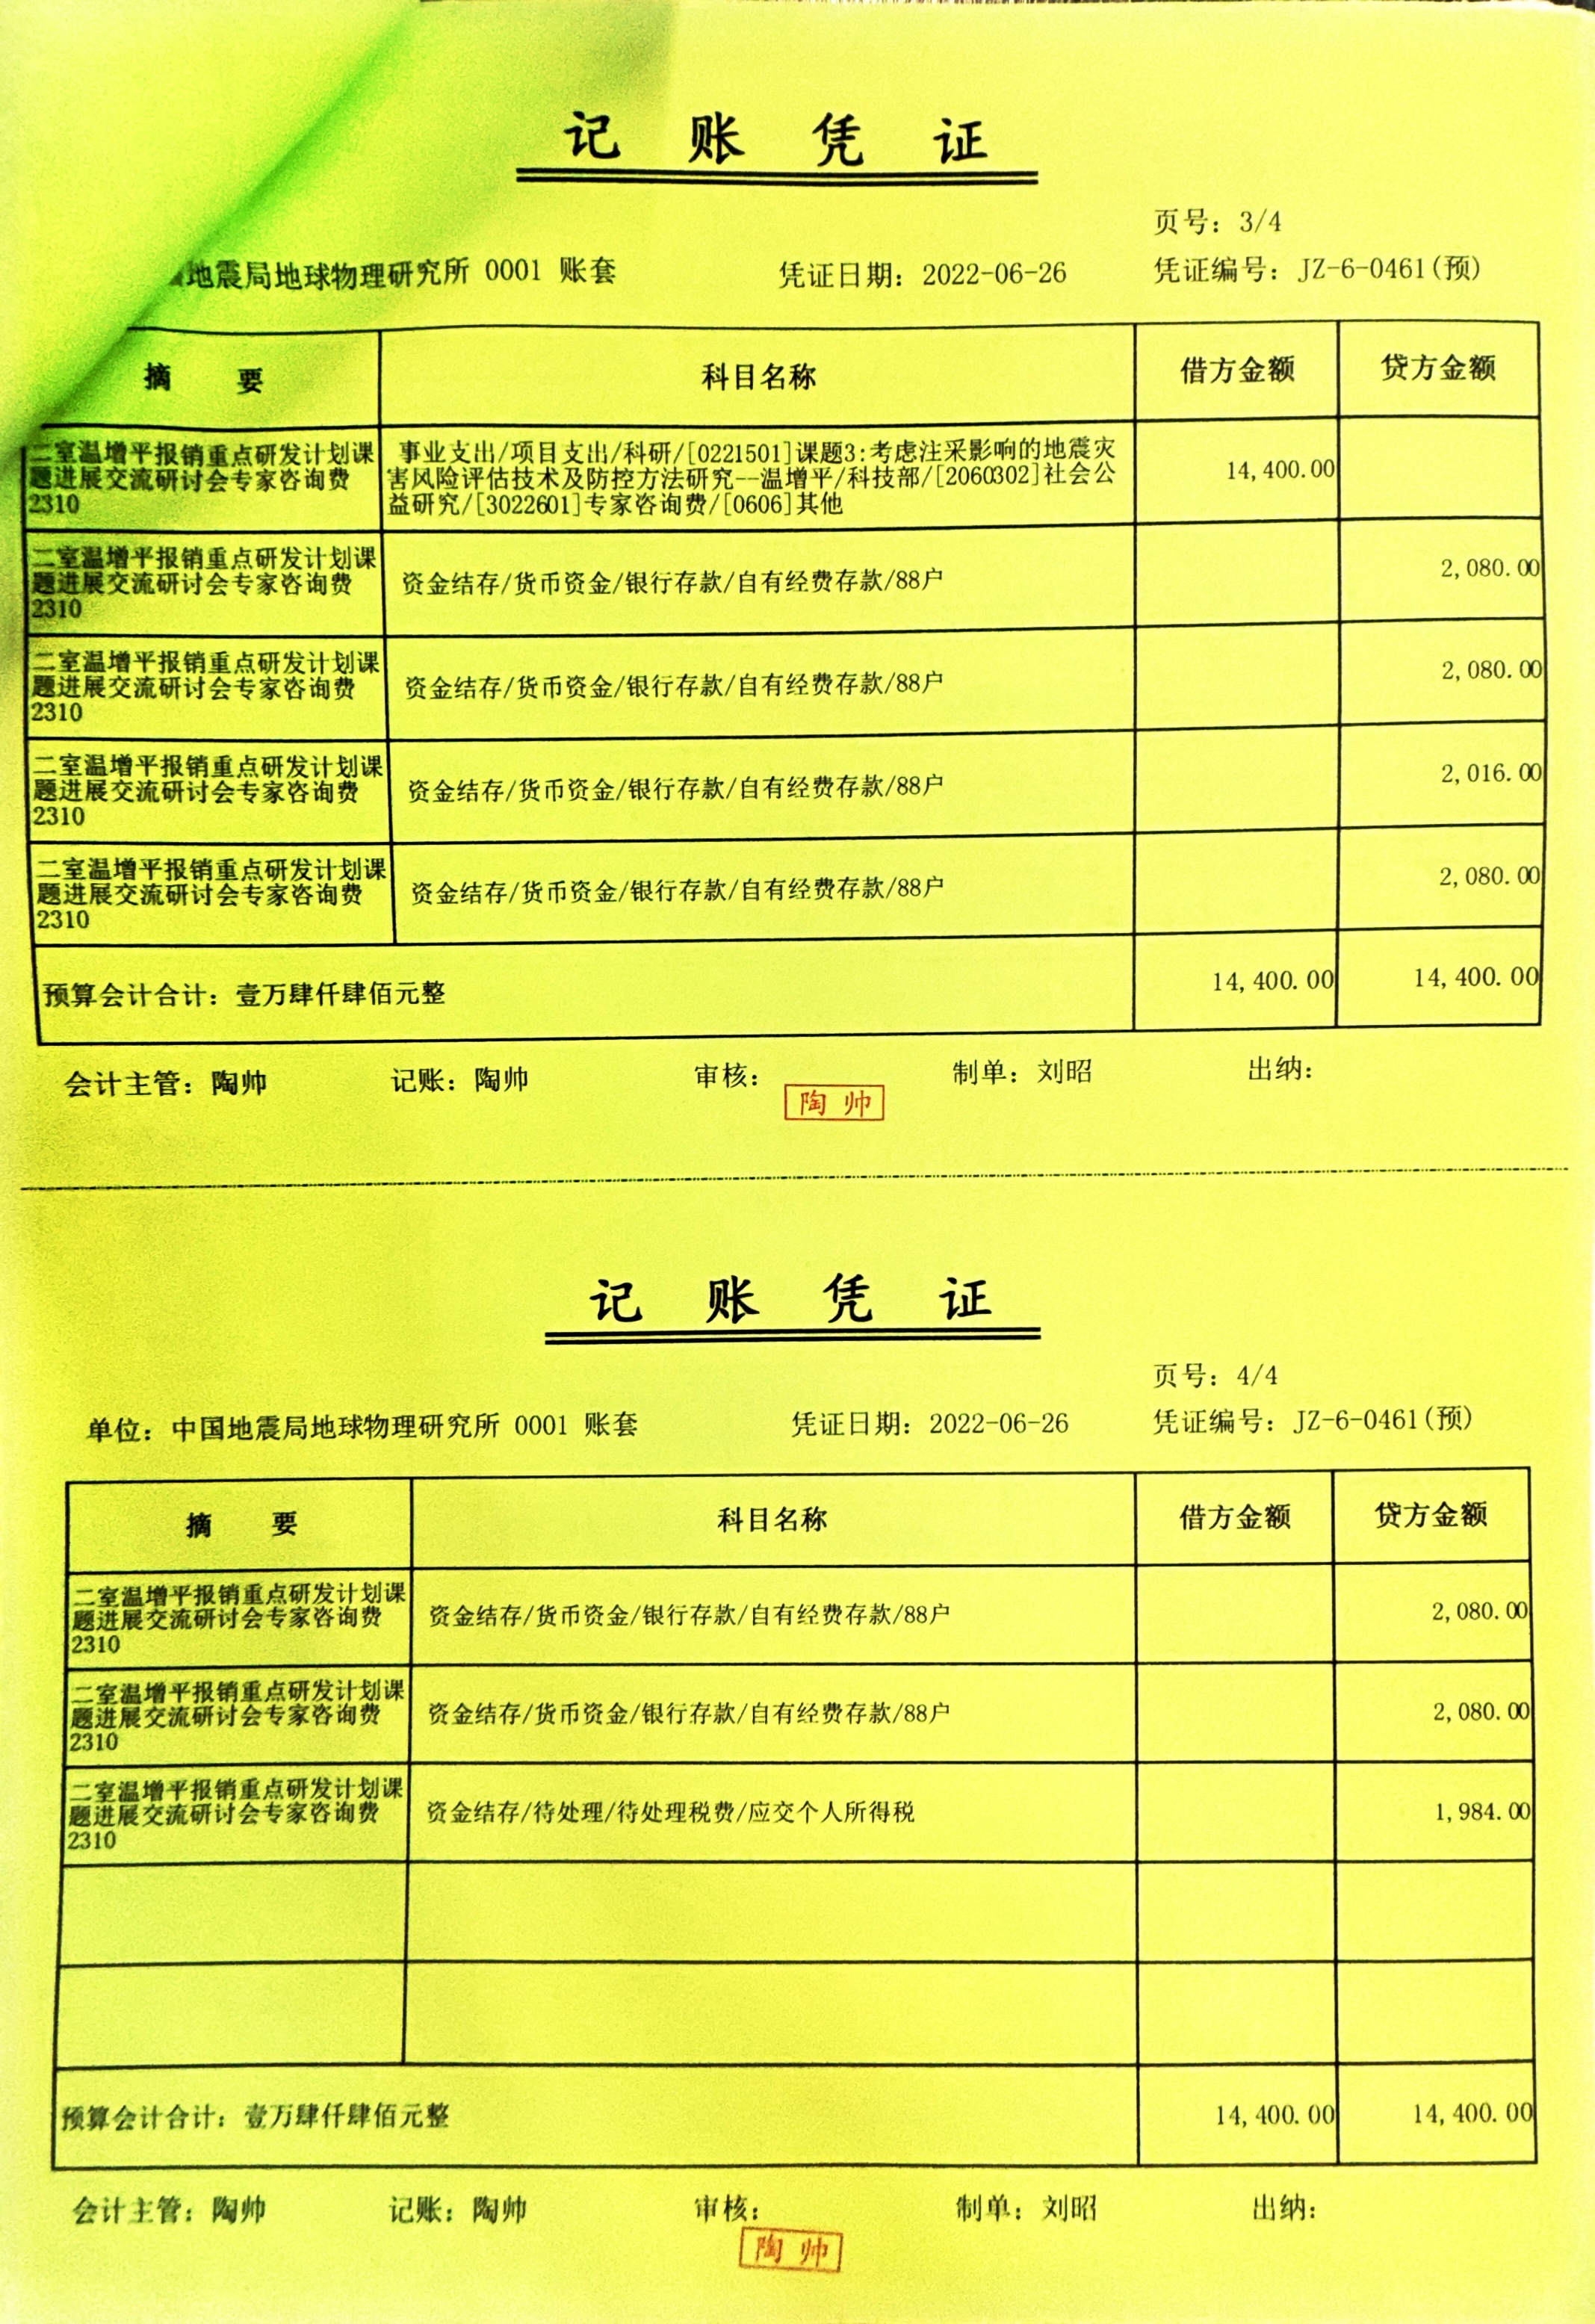 记 账 凭 证
页号：3/4
地震局地球物理研究所 0001 账套 凭证日期：2022-06-26 凭证编号：JZ-6-0461(预)
摘 要 科目名称 借方金额 贷方金额
二室温增平报销重点研发计划课
题进展交流研讨会专家咨询费
2310
事业支出/项目支出/科研/[0221501]课题3:考虑注采影响的地震灾
害风险评估技术及防控方法研究--温增平/科技部/[2060302]社会公
益研究/[3022601]专家咨询费/[0606]其他
14,400.00
二室温增平报销重点研发计划课
题进展交流研讨会专家咨询费
2310
资金结存/货币资金/银行存款/自有经费存款/88户
2,080.00
二室温增平报销重点研发计划课
题进展交流研讨会专家咨询费
2310
资金结存/货币资金/银行存款/自有经费存款/88户
2,080.00
二室温增平报销重点研发计划课
题进展交流研讨会专家咨询费
2310
资金结存/货币资金/银行存款/自有经费存款/88户
2,016.00
二室温增平报销重点研发计划课
题进展交流研讨会专家咨询费
2310
资金结存/货币资金/银行存款/自有经费存款/88户
2,080.00
预算会计合计：壹万肆仟肆佰元整 14,400.00 14,400.00
会计主管：陶帅 记账：陶帅 审核： 制单：刘昭 出纳：
陶 帅
记 账 凭 证
页号：4/4
单位：中国地震局地球物理研究所 0001 账套 凭证日期：2022-06-26 凭证编号：JZ-6-0461(预)
摘 要 科目名称 借方金额 贷方金额
二室温增平报销重点研发计划课
题进展交流研讨会专家咨询费
2310
资金结存/货币资金/银行存款/自有经费存款/88户
2,080.00
二室温增平报销重点研发计划课
题进展交流研讨会专家咨询费
2310
资金结存/货币资金/银行存款/自有经费存款/88户
2,080.00
二室温增平报销重点研发计划课
题进展交流研讨会专家咨询费
2310
资金结存/待处理/待处理税费/应交个人所得税
1,984.00
预算会计合计：壹万肆仟肆佰元整 14,400.00 14,400.00
会计主管：陶帅 记账：陶帅 审核： 制单：刘昭 出纳：
陶 帅